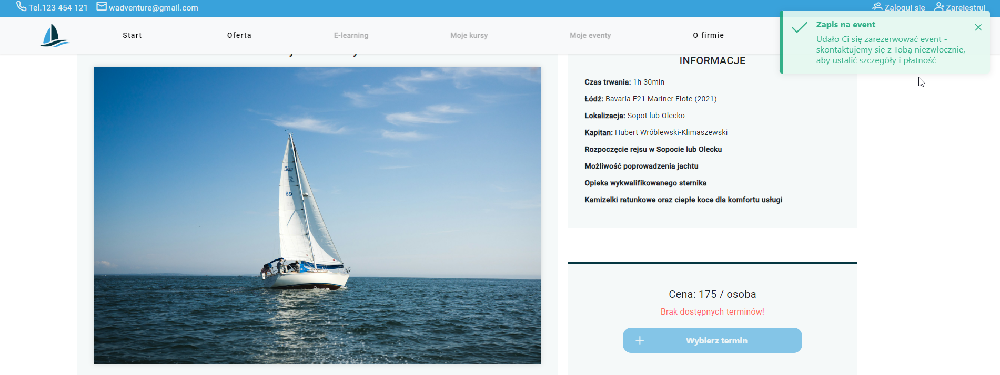 Tel.123 454 121 wadventure@gmail.com Zaloguj się Zarejestruj
Start Oferta E-learning Moje kursy Moje eventy O firmie
Zapis na event
Udało Ci się zarezerwować event -
skontaktujemy się z Tobą niezwłocznie,
aby ustalić szczegóły i płatność
89
INFORMACJE
Czas trwania: 1h 30min
Łódź: Bavaria E21 Mariner Flote (2021)
Lokalizacja: Sopot lub Olecko
Kapitan: Hubert Wróblewski-Klimaszewski
Rozpoczęcie rejsu w Sopocie lub Olecku
Możliwość poprowadzenia jachtu
Opieka wykwalifikowanego sternika
Kamizelki ratunkowe oraz ciepłe koce dla komfortu usługi
Cena: 175 / osoba
Brak dostępnych terminów!
Wybierz termin